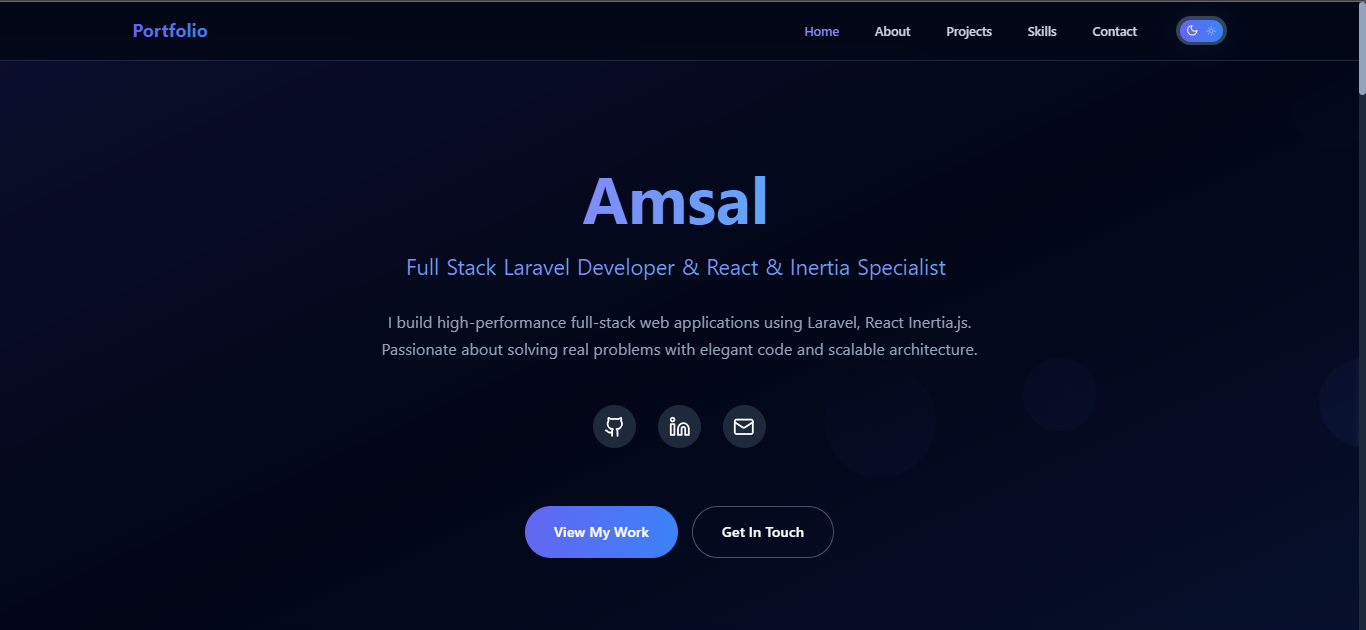 Portfolio
Home About Projects Skills Contact
Amsal
Full Stack Laravel Developer & React & Inertia Specialist
I build high-performance full-stack web applications using Laravel, React Inertia.js.
Passionate about solving real problems with elegant code and scalable architecture.
View My Work
Get In Touch